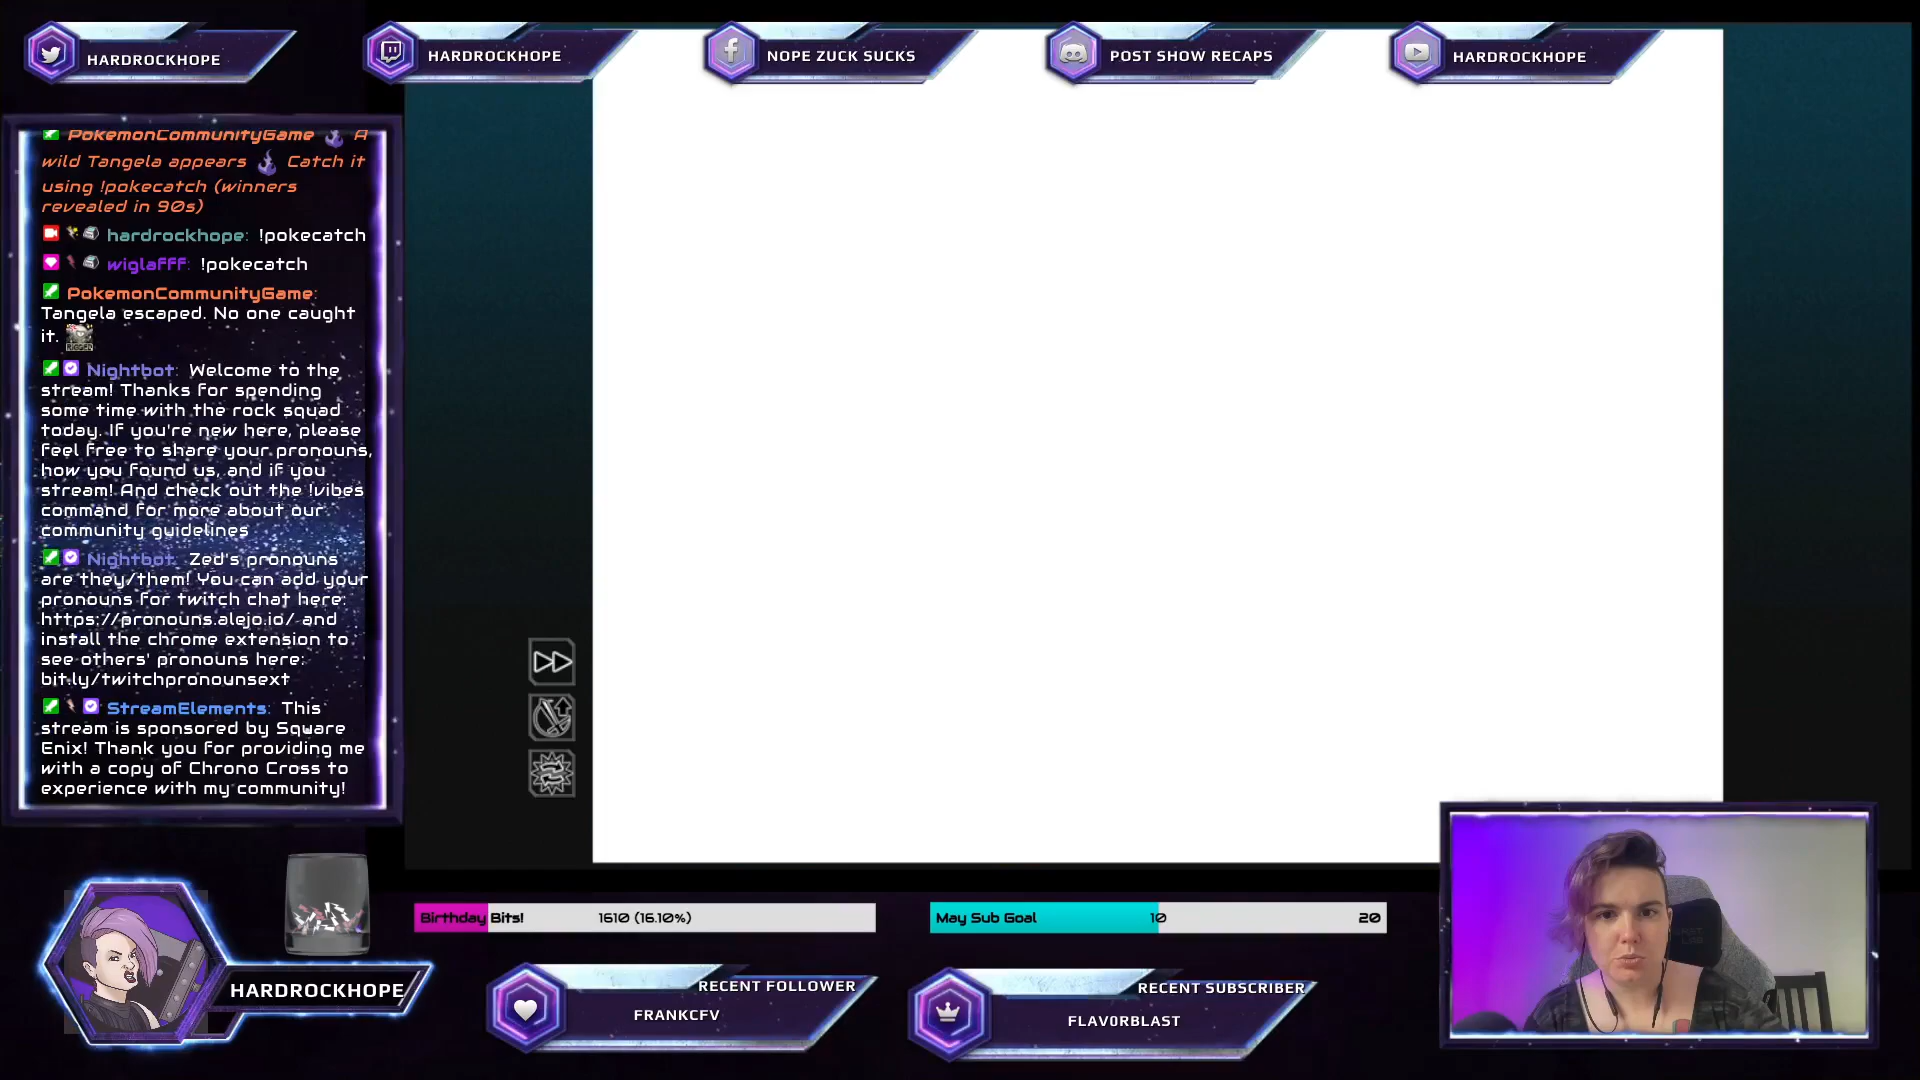 HARDROCKHOPE
HARDROCKHOPE
NOPE ZUCK SUCKS
POST SHOW RECAPS
HARDROCKHOPE
PokemonCommunityGame A
wild Tangela appears Catch it
using !pokecatch (winners
revealed in 90s)
hardrockhope: !pokecatch
wiglafff: !pokecatch
PokemonCommunityGame:
Tangela escaped. No one caught
it.
Nightbot: Welcome to the
stream! Thanks for spending
some time with the rock squad
today. If you're new here, please
feel free to share your pronouns,
how you found us, and if you
stream! And check out the !vibes
command for more about our
community guidelines
Nightbot: Zed's pronouns
are they/them! You can add your
pronouns for twitch chat here:
https://pronouns.alejo.io/ and
install the chrome extension to
see others' pronouns here:
bit.ly/twitchpronounsext
StreamElements: This
stream is sponsored by Square
Enix! Thank you for providing me
with a copy of Chrono Cross to
experience with my community!
Birthday Bits! 1610 (16.10%)
May Sub Goal 10 20
HARDROCKHOPE
RECENT FOLLOWER
FRANKCFV
RECENT SUBSCRIBER
FLAV0RBLAST